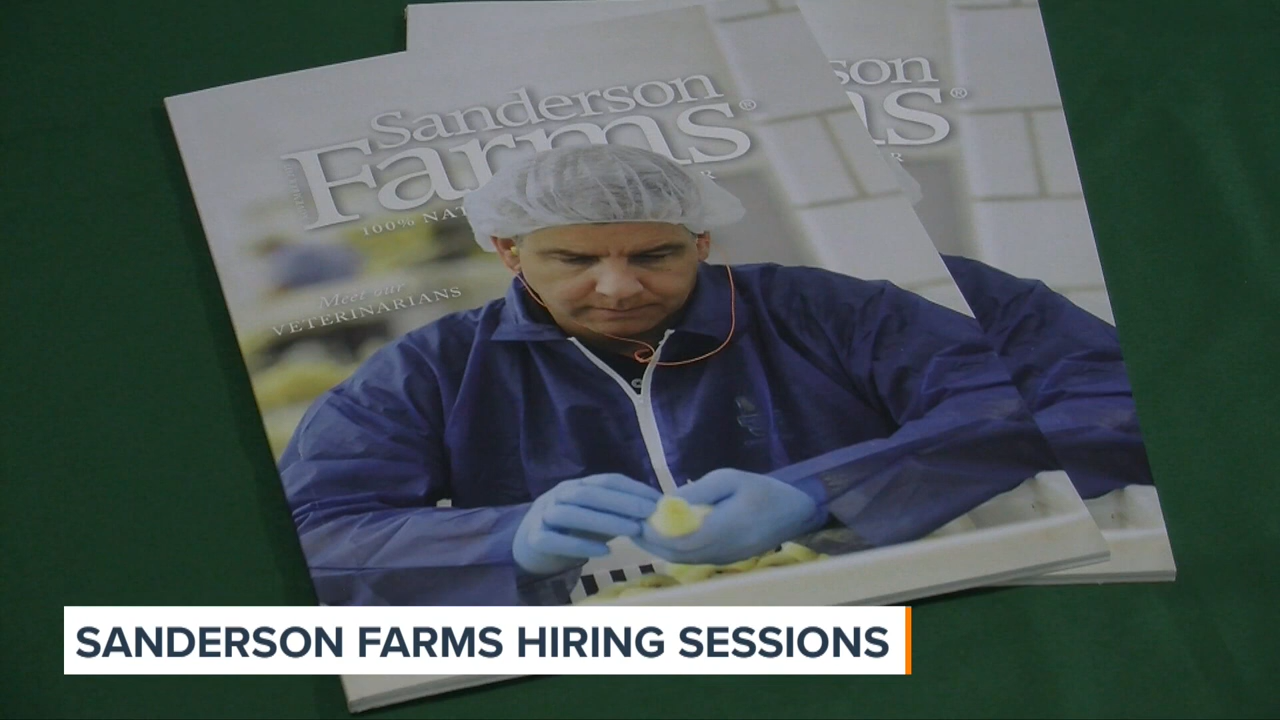 Sanderson
Farms®
100% NAT
R
Meet our
VETERINARIANS
son
ms®
R
SANDERSON FARMS HIRING SESSIONS